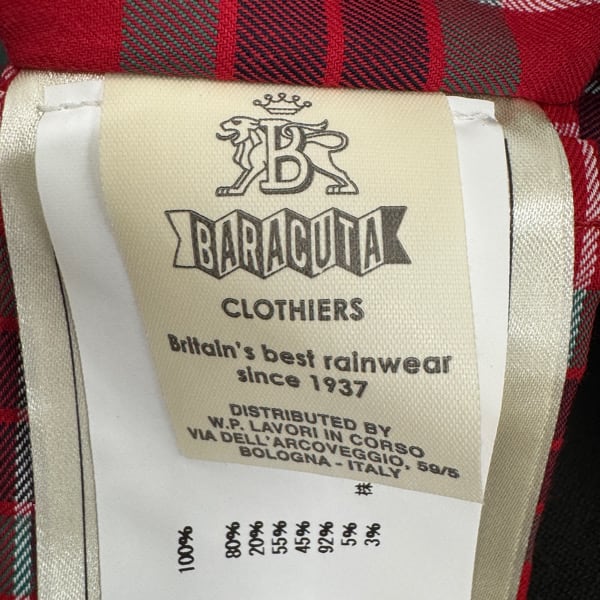 B
BARACUTA
CLOTHIERS
Britain's best rainwear
since 1937
DISTRIBUTED BY
W.P. LAVORI IN CORSO
VIA DELL'ARCOVEGGIO, 59/5
BOLOGNA - ITALY
株
100%
80%
20%
55%
45%
92%
5%
3%